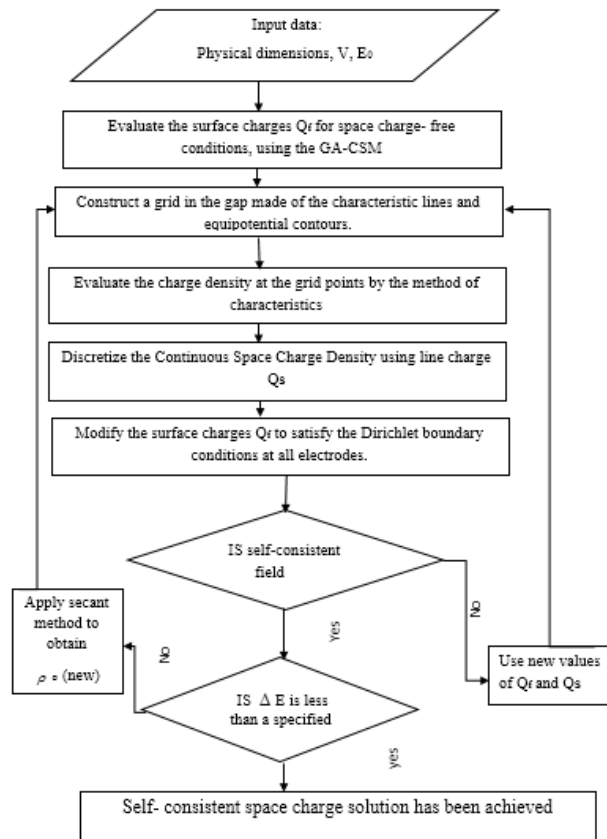 Input data:
Physical dimensions, V, E0
Evaluate the surface charges Qf for space charge- free
conditions, using the GA-CSM
Construct a grid in the gap made of the characteristic lines and
equipotential contours.
Evaluate the charge density at the grid points by the method of
characteristics
Discretize the Continuous Space Charge Density using line charge
Qs
Modify the surface charges Qf to satisfy the Dirichlet boundary
conditions at all electrodes.
IS self-consistent
field
No
Yes
Apply secant
method to
obtain
ρ e (new)
No
Use new values
of Qf and Qs
IS Δ E is less
than a specified
yes
Self- consistent space charge solution has been achieved